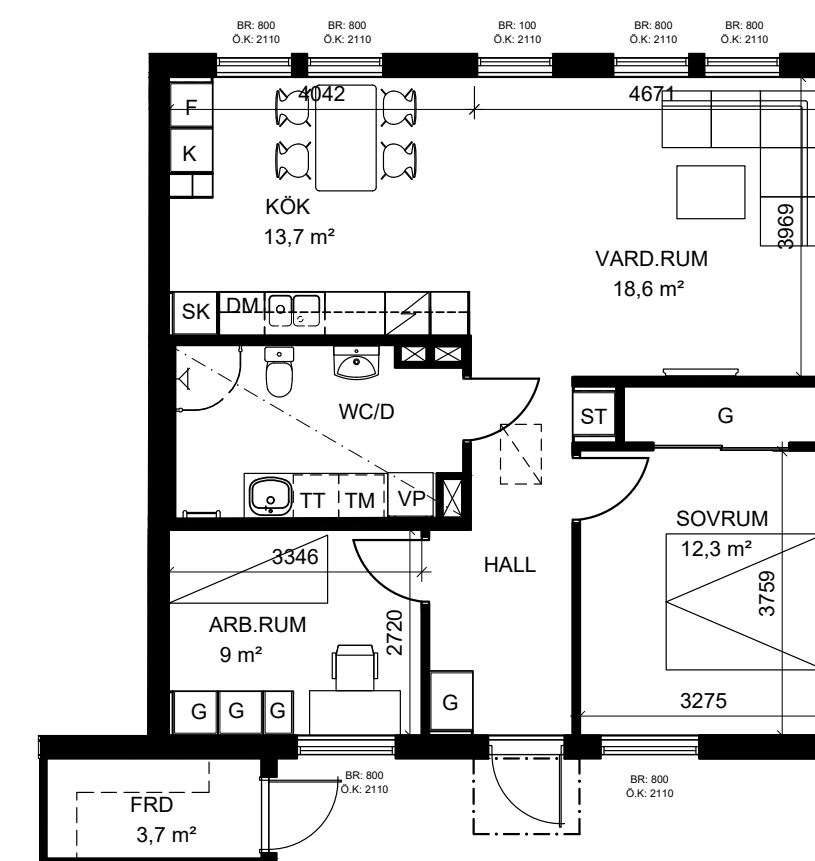 BR: 800
Ö.K: 2110
BR: 800
Ö.K: 2110
BR: 100
Ö.K: 2110
BR: 800
Ö.K: 2110
BR: 800
Ö.K: 2110
4042
4671
F
K
KÖK
13,7 m²
3969
VARD.RUM
18,6 m²
SK
DM
WC/D
ST
G
TT
TM
VP
SOVRUM
12,3 m²
3346
HALL
3759
ARB.RUM
9 m²
2720
G
G
G
G
3275
BR: 800
Ö.K: 2110
BR: 800
Ö.K: 2110
FRD
3,7 m²